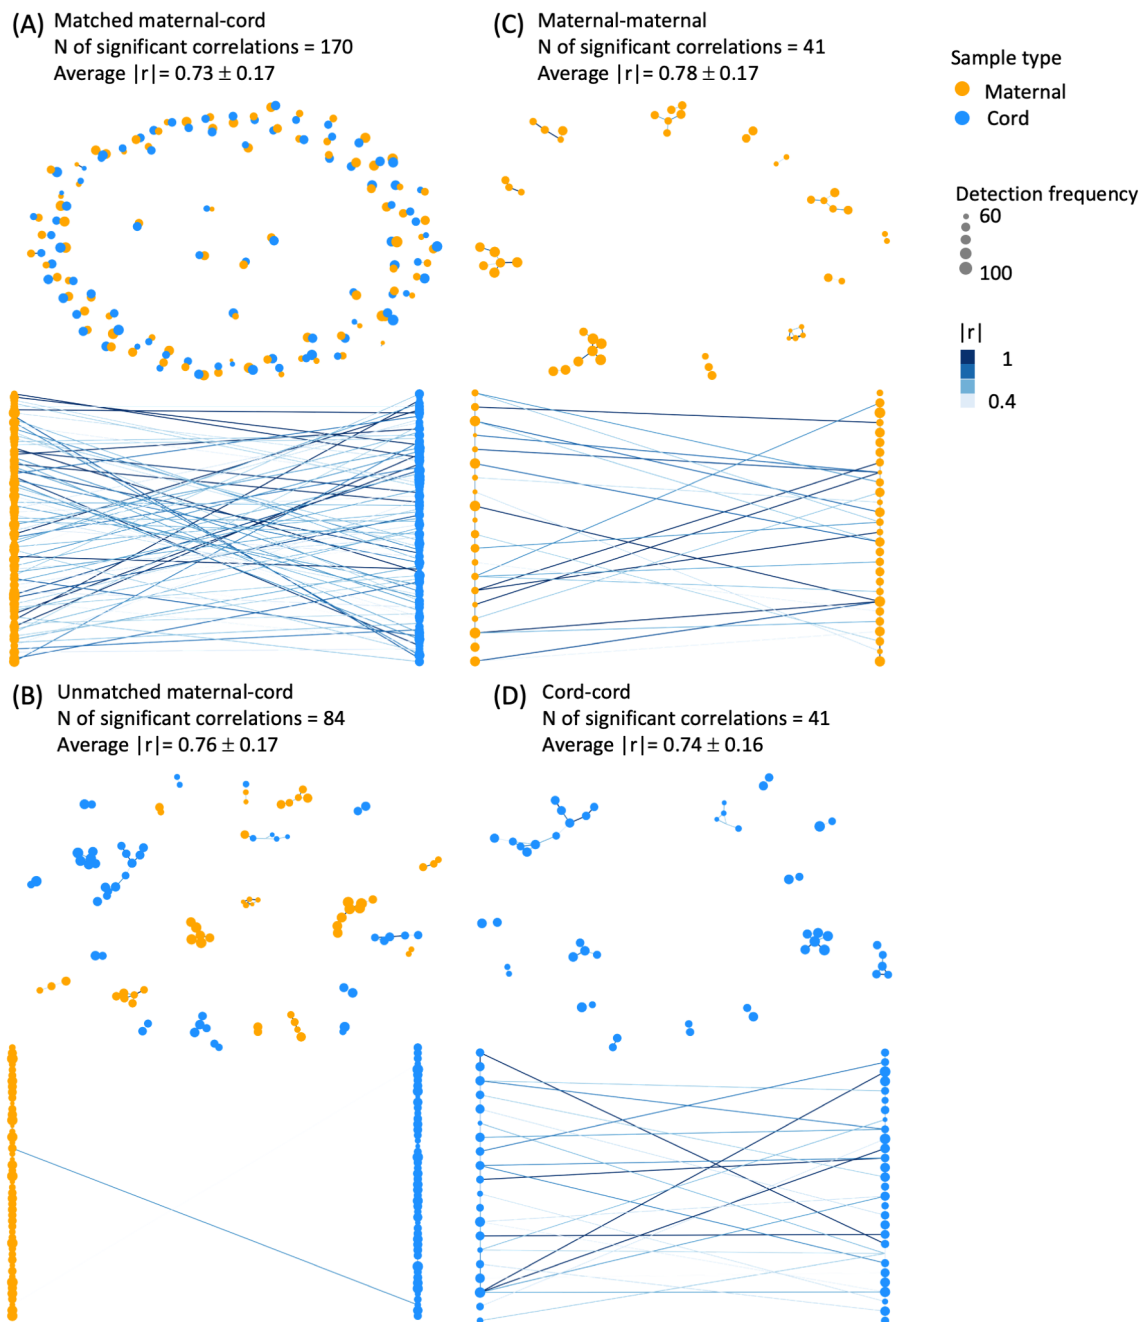 (A) Matched maternal-cord
N of significant correlations = 170
Average |r|= 0.73 ± 0.17
(C) Maternal-maternal
N of significant correlations = 41
Average |r|= 0.78 ± 0.17
Sample type
Maternal
Cord
Detection frequency
60
100
|r|
1
0.4
(B) Unmatched maternal-cord
N of significant correlations = 84
Average |r|= 0.76 ± 0.17
(D) Cord-cord
N of significant correlations = 41
Average |r|= 0.74 ± 0.16